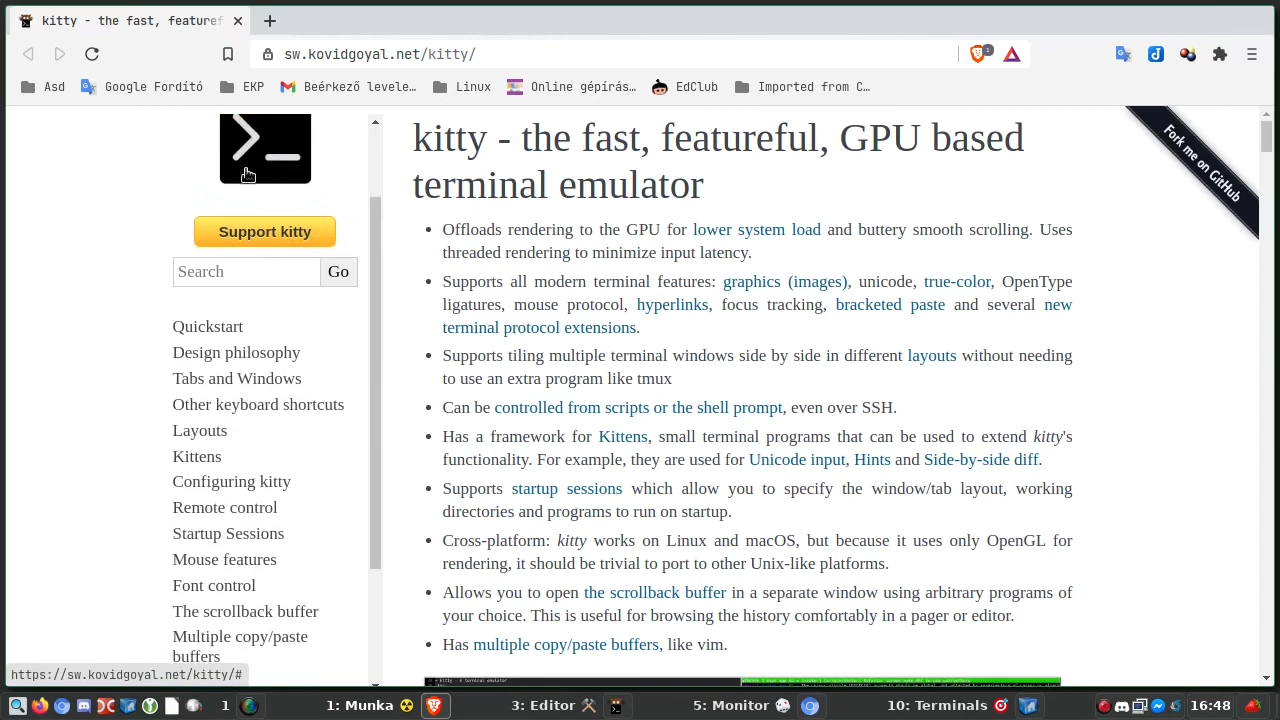 kitty - the fast, featuref
sw.kovidgoyal.net/kitty/
1
Asd
Google Fordító
EKP
Beérkező levele…
Linux
Online gépírás…
EdClub
Imported from C…
>_
Support kitty
Search
Go
Quickstart
Design philosophy
Tabs and Windows
Other keyboard shortcuts
Layouts
Kittens
Configuring kitty
Remote control
Startup Sessions
Mouse features
Font control
The scrollback buffer
Multiple copy/paste
buffers
kitty - the fast, featureful, GPU based
terminal emulator
Offloads rendering to the GPU for lower system load and buttery smooth scrolling. Uses
threaded rendering to minimize input latency.
Supports all modern terminal features: graphics (images), unicode, true-color, OpenType
ligatures, mouse protocol, hyperlinks, focus tracking, bracketed paste and several new
terminal protocol extensions.
Supports tiling multiple terminal windows side by side in different layouts without needing
to use an extra program like tmux
Can be controlled from scripts or the shell prompt, even over SSH.
Has a framework for Kittens, small terminal programs that can be used to extend kitty's
functionality. For example, they are used for Unicode input, Hints and Side-by-side diff.
Supports startup sessions which allow you to specify the window/tab layout, working
directories and programs to run on startup.
Cross-platform: kitty works on Linux and macOS, but because it uses only OpenGL for
rendering, it should be trivial to port to other Unix-like platforms.
Allows you to open the scrollback buffer in a separate window using arbitrary programs of
your choice. This is useful for browsing the history comfortably in a pager or editor.
Has multiple copy/paste buffers, like vim.
Fork me on GitHub
https://sw.kovidgoyal.net/kitty/#
1
1: Munka
3: Editor
5: Monitor
10: Terminals
16:48